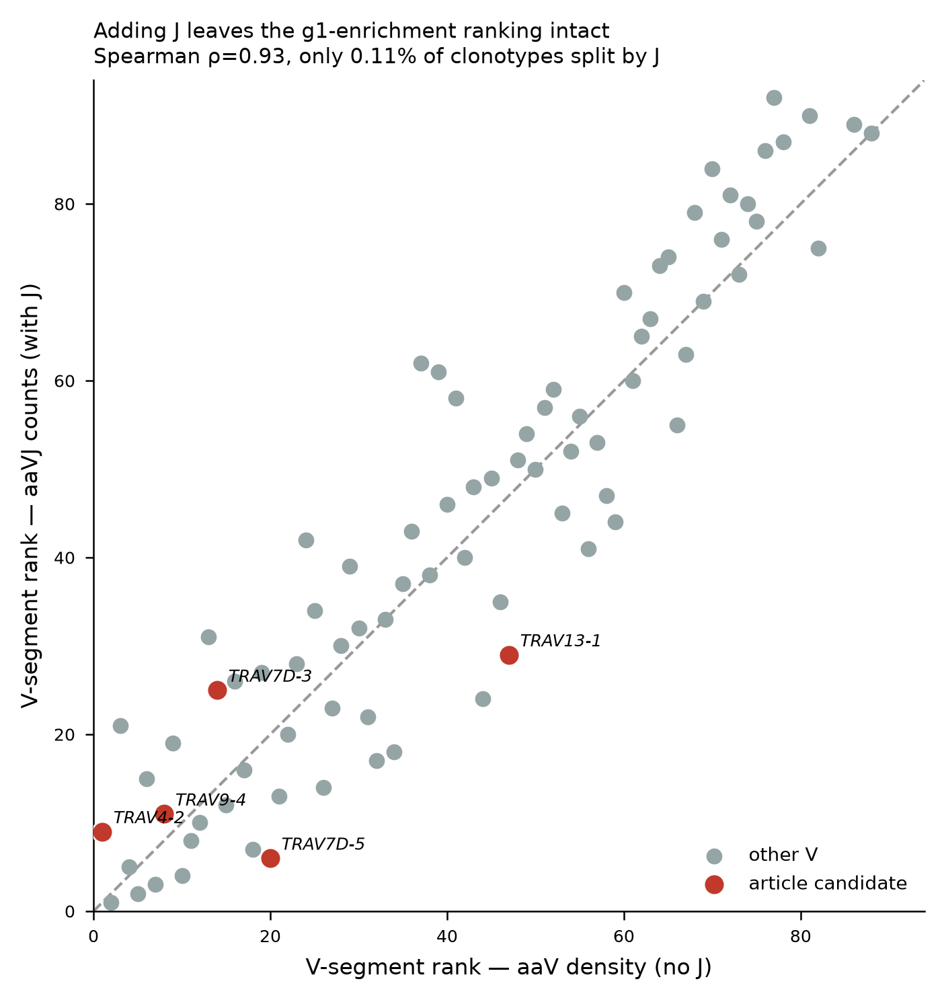 Adding J leaves the g1-enrichment ranking intact
Spearman ρ=0.93, only 0.11% of clonotypes split by J
V-segment rank — aaVJ counts (with J)
80
60
40
20
0
TRAV13-1
TRAV7D-3
TRAV9-4
TRAV4-2
TRAV7D-5
other V
article candidate
0 20 40 60 80
V-segment rank — aaV density (no J)